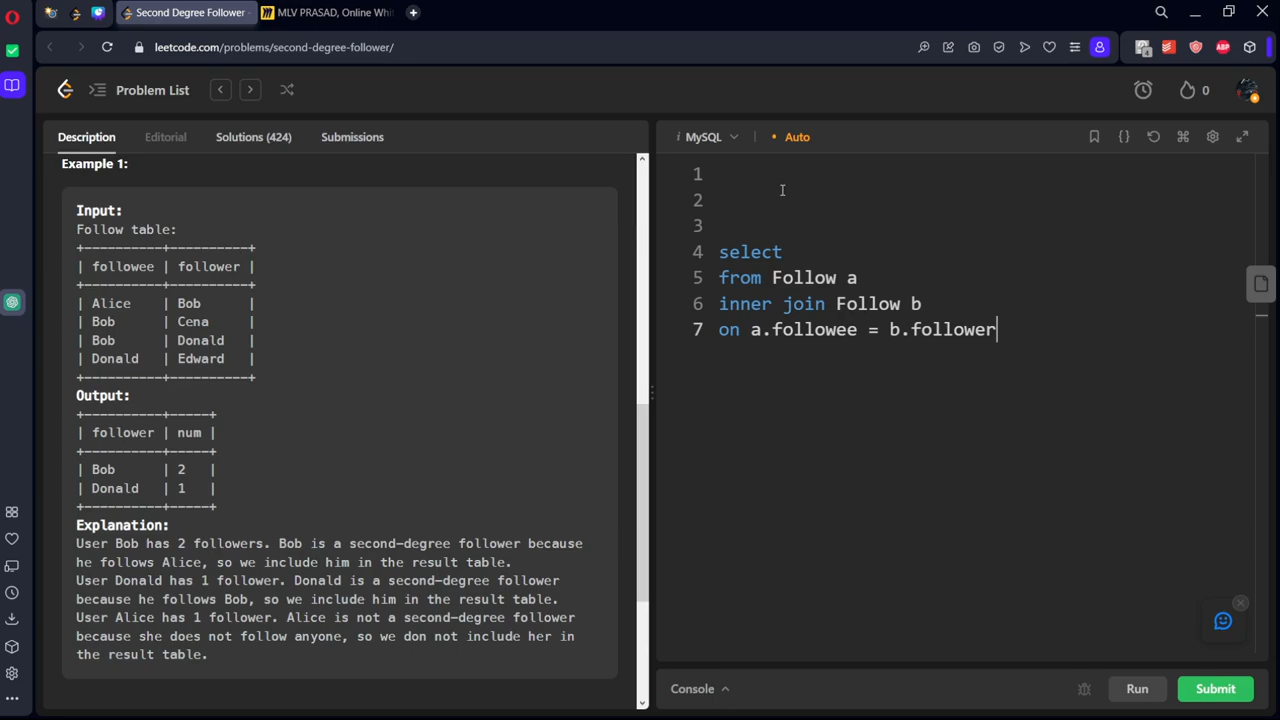 Second Degree Follower
MLV PRASAD, Online Whi
leetcode.com/problems/second-degree-follower/
Problem List
0
Description
Editorial
Solutions (424)
Submissions
Example 1:
Input:
Follow table:
+----------+----------+
| followee | follower |
+----------+----------+
| Alice    | Bob      |
| Bob      | Cena     |
| Bob      | Donald   |
| Donald   | Edward   |
+----------+----------+
Output:
+----------+-----+
| follower | num |
+----------+-----+
| Bob      | 2   |
| Donald   | 1   |
+----------+-----+
Explanation:
User Bob has 2 followers. Bob is a second-degree follower because
he follows Alice, so we include him in the result table.
User Donald has 1 follower. Donald is a second-degree follower
because he follows Bob, so we include him in the result table.
User Alice has 1 follower. Alice is not a second-degree follower
because she does not follow anyone, so we don not include her in
the result table.
i MySQL
• Auto
1
2
3
4 select
5 from Follow a
6 inner join Follow b
7 on a.followee = b.follower
Console
Run
Submit
ABP